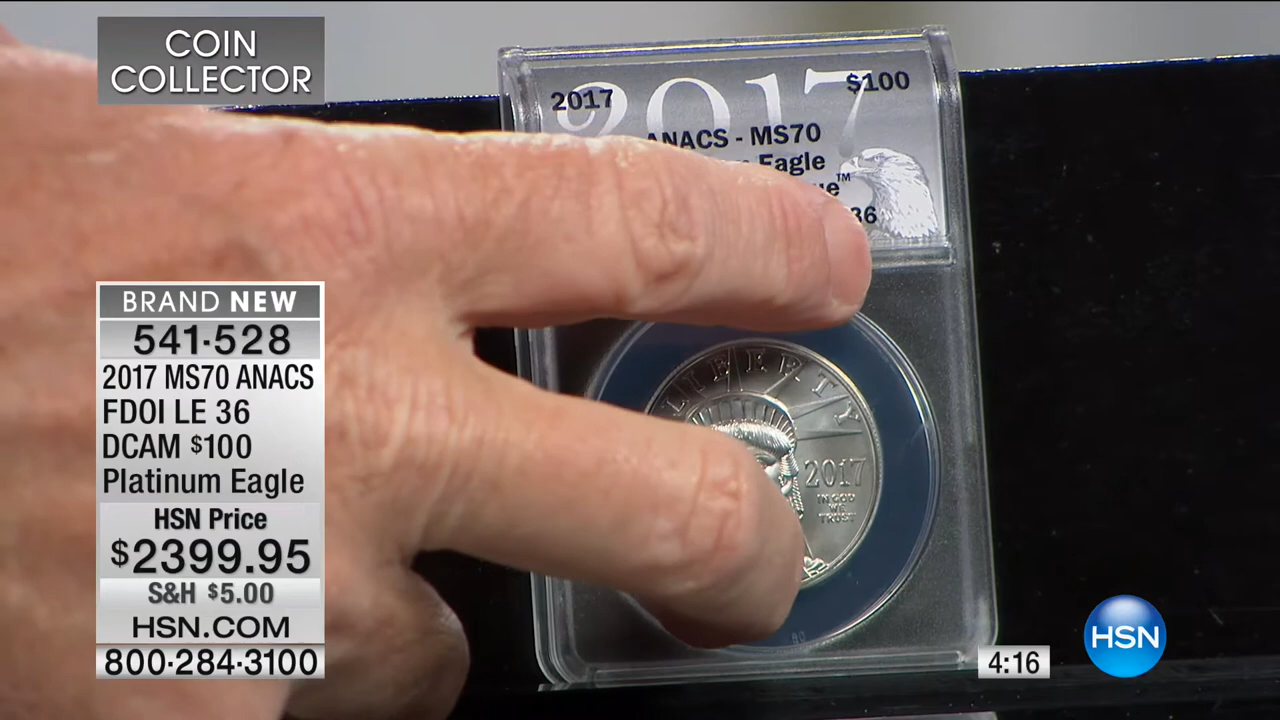 COIN
COLLECTOR
2017
2017 $100
ANACS - MS70
Eagle
™
36
LIBERTY
2017
IN GOD
WE
TRUST
BRAND NEW
541·528
2017 MS70 ANACS
FDOI LE 36
DCAM $100
Platinum Eagle
HSN Price
$2399.95
S&H $5.00
HSN.COM
800·284·3100
4:16
HSN